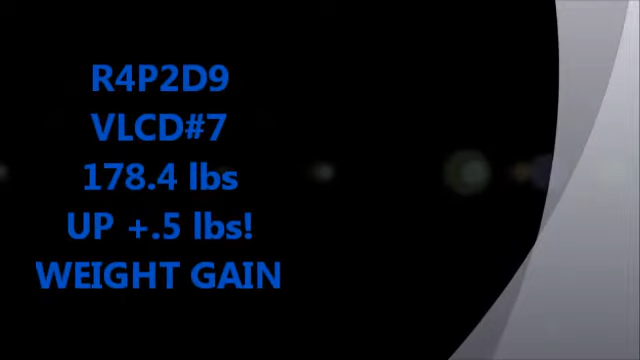 R4P2D9
VLCD#7
178.4 lbs
UP +.5 lbs!
WEIGHT GAIN